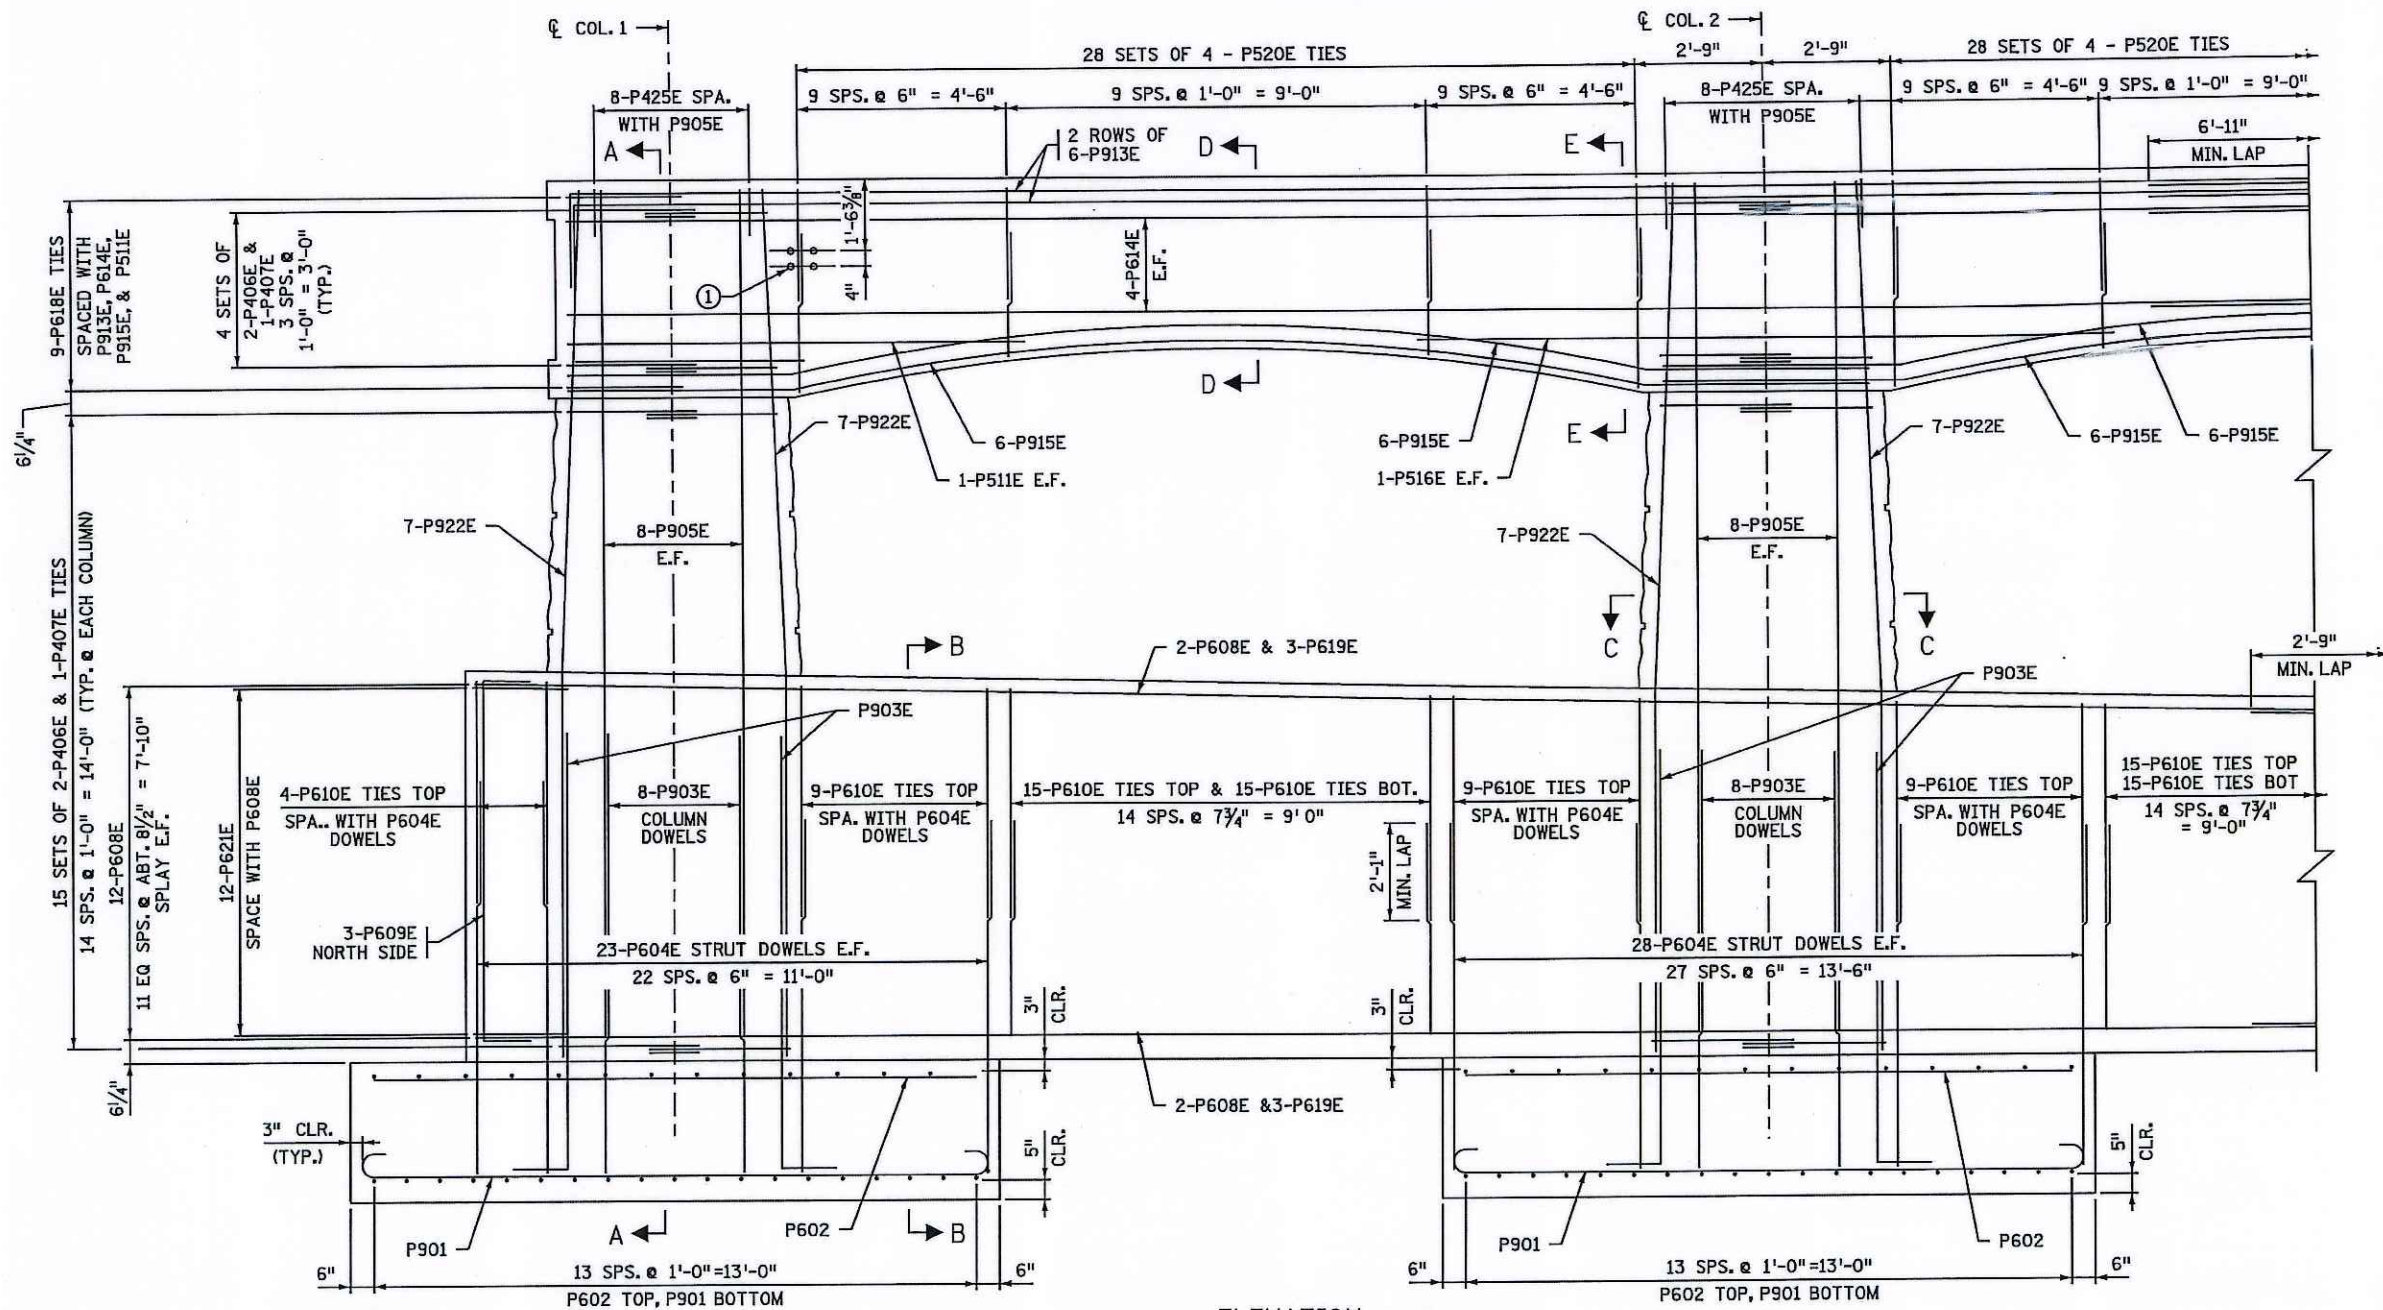 ℄ COL. 1
℄ COL. 2
28 SETS OF 4 - P520E TIES
2'-9"
2'-9"
28 SETS OF 4 - P520E TIES
8-P425E SPA.
WITH P905E
9 SPS. @ 6" = 4'-6"
9 SPS. @ 1'-0" = 9'-0"
9 SPS. @ 6" = 4'-6"
8-P425E SPA.
WITH P905E
9 SPS. @ 6" = 4'-6"
9 SPS. @ 1'-0" = 9'-0"
6'-11"
MIN. LAP
A
2 ROWS OF
6-P913E
D
E
9-P618E TIES
SPACED WITH
P913E, P614E,
P915E, & P511E
4 SETS OF
2-P406E &
1-P407E
3 SPS. @
1'-0" = 3'-0"
(TYP.)
1'-6 3/8"
4"
1
4-P614E
E.F.
D
E
6 1/4"
7-P922E
6-P915E
1-P511E E.F.
6-P915E
1-P516E E.F.
7-P922E
6-P915E
6-P915E
7-P922E
8-P905E
E.F.
7-P922E
8-P905E
E.F.
C
C
15 SETS OF 2-P406E & 1-P407E TIES
14 SPS. @ 1'-0" = 14'-0" (TYP. @ EACH COLUMN)
12-P608E
11 EQ SPS. @ ABT. 8 1/2" = 7'-10"
SPLAY E.F.
12-P621E
SPACE WITH P608E
B
2-P608E & 3-P619E
2'-9"
MIN. LAP
P903E
P903E
4-P610E TIES TOP
SPA.. WITH P604E
DOWELS
8-P903E
COLUMN
DOWELS
9-P610E TIES TOP
SPA. WITH P604E
DOWELS
15-P610E TIES TOP & 15-P610E TIES BOT.
14 SPS. @ 7 3/4" = 9' 0"
9-P610E TIES TOP
SPA. WITH P604E
DOWELS
8-P903E
COLUMN
DOWELS
9-P610E TIES TOP
SPA. WITH P604E
DOWELS
15-P610E TIES TOP
15-P610E TIES BOT
14 SPS. @ 7 3/4"
= 9'-0"
2'-1"
MIN. LAP
3-P609E
NORTH SIDE
23-P604E STRUT DOWELS E.F.
22 SPS. @ 6" = 11'-0"
28-P604E STRUT DOWELS E.F.
27 SPS. @ 6" = 13'-6"
3"
CLR.
3"
CLR.
6 1/4"
2-P608E &3-P619E
3" CLR.
(TYP.)
5"
CLR.
5"
CLR.
P901
A
P602
B
P901
P602
6"
13 SPS. @ 1'-0"=13'-0"
P602 TOP, P901 BOTTOM
6"
6"
13 SPS. @ 1'-0"=13'-0"
P602 TOP, P901 BOTTOM
6"